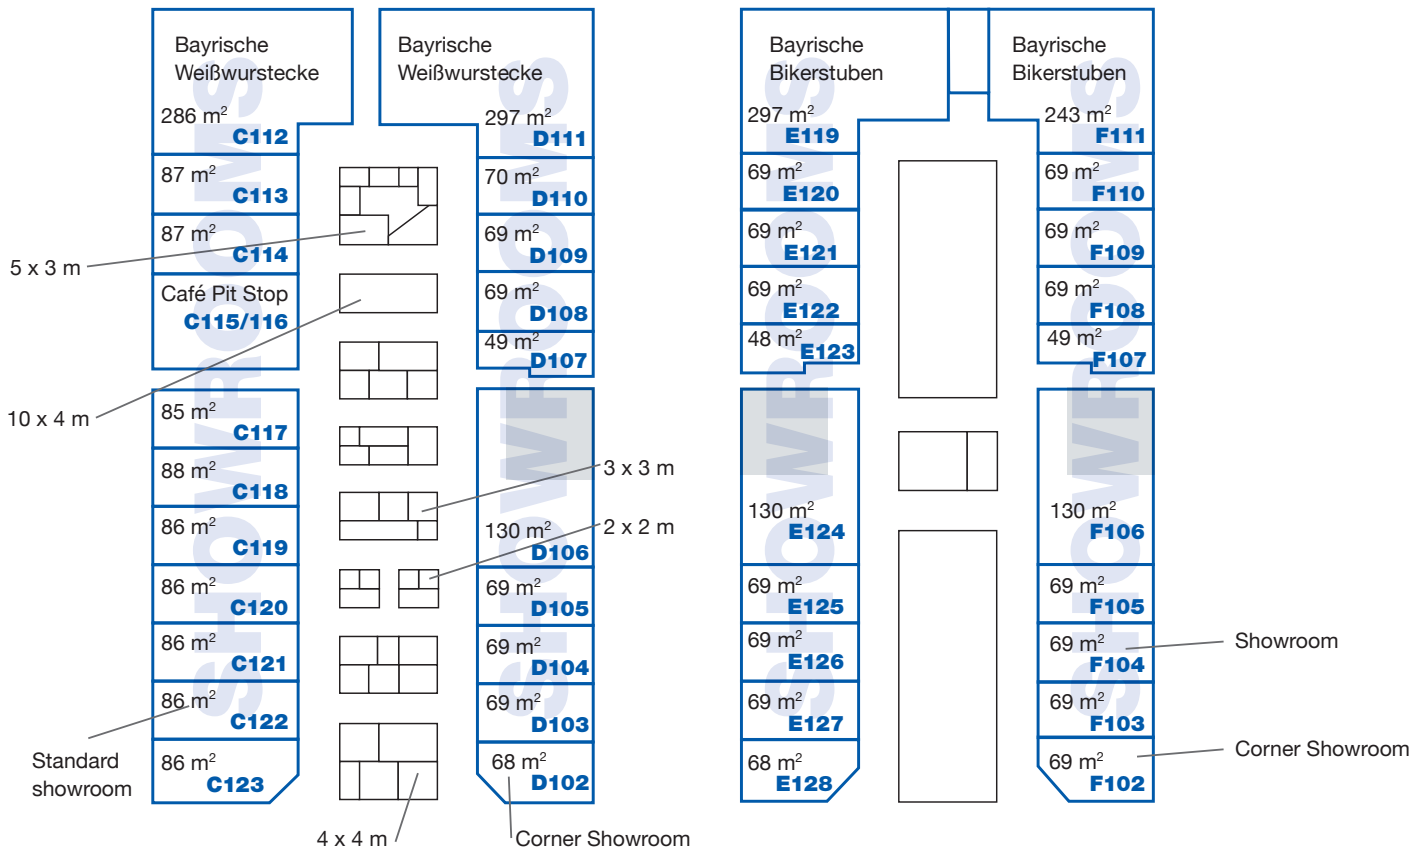 Bayrische
Weißwurstecke
286 m²
C112
87 m²
C113
87 m²
C114
Café Pit Stop
C115/116
85 m²
C117
88 m²
C118
86 m²
C119
86 m²
C120
86 m²
C121
86 m²
C122
86 m²
C123
SHOWROOMS
5 x 3 m
10 x 4 m
Standard
showroom
4 x 4 m
Bayrische
Weißwurstecke
297 m²
D111
70 m²
D110
69 m²
D109
69 m²
D108
49 m²
D107
130 m²
D106
69 m²
D105
69 m²
D104
69 m²
D103
68 m²
D102
SHOWROOMS
3 x 3 m
2 x 2 m
Corner Showroom
Bayrische
Bikerstuben
297 m²
E119
69 m²
E120
69 m²
E121
69 m²
E122
48 m²
E123
130 m²
E124
69 m²
E125
69 m²
E126
69 m²
E127
68 m²
E128
SHOWROOMS
Bayrische
Bikerstuben
243 m²
F111
69 m²
F110
69 m²
F109
69 m²
F108
49 m²
F107
130 m²
F106
69 m²
F105
69 m²
F104
69 m²
F103
69 m²
F102
SHOWROOMS
Showroom
Corner Showroom